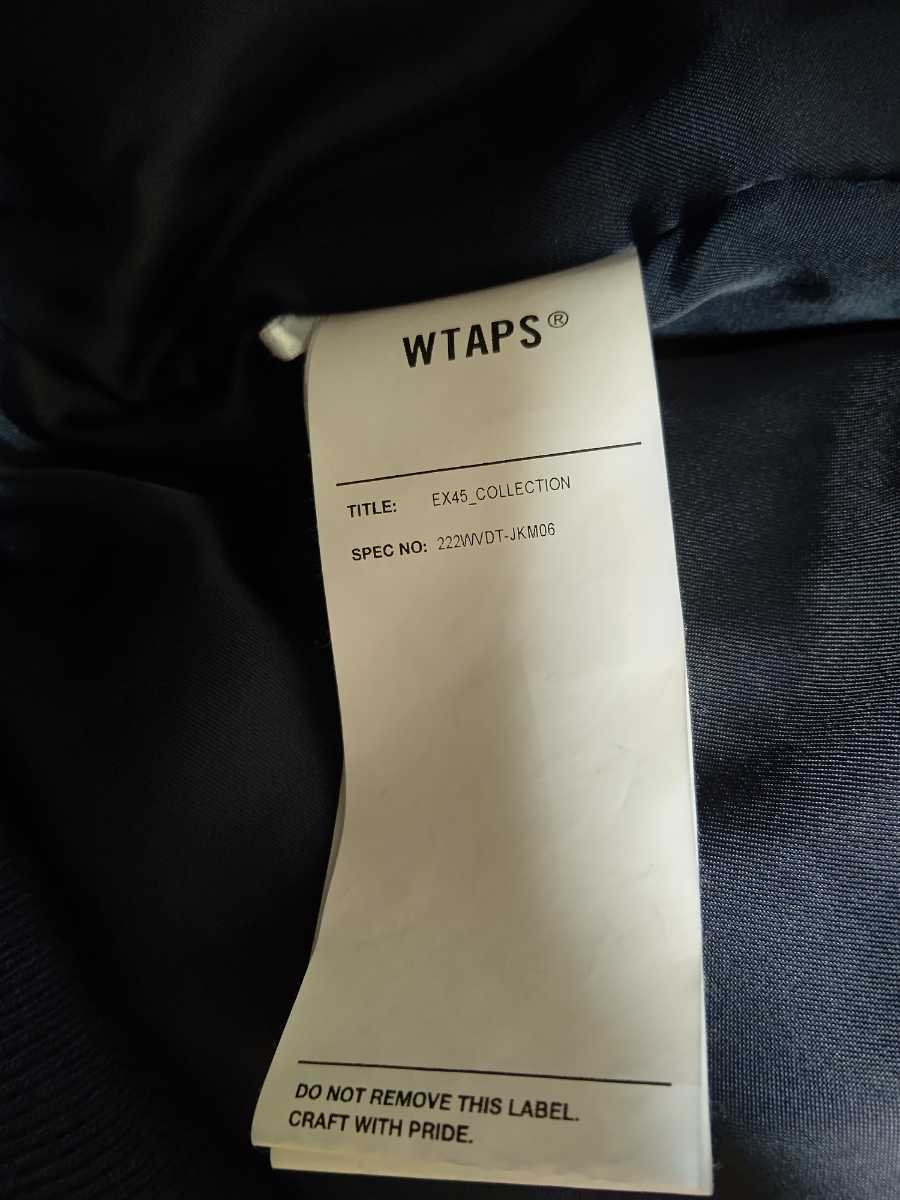 WTAPS®
TITLE: EX45_COLLECTION
SPEC NO: 222WVDT-JKM06
DO NOT REMOVE THIS LABEL.
CRAFT WITH PRIDE.